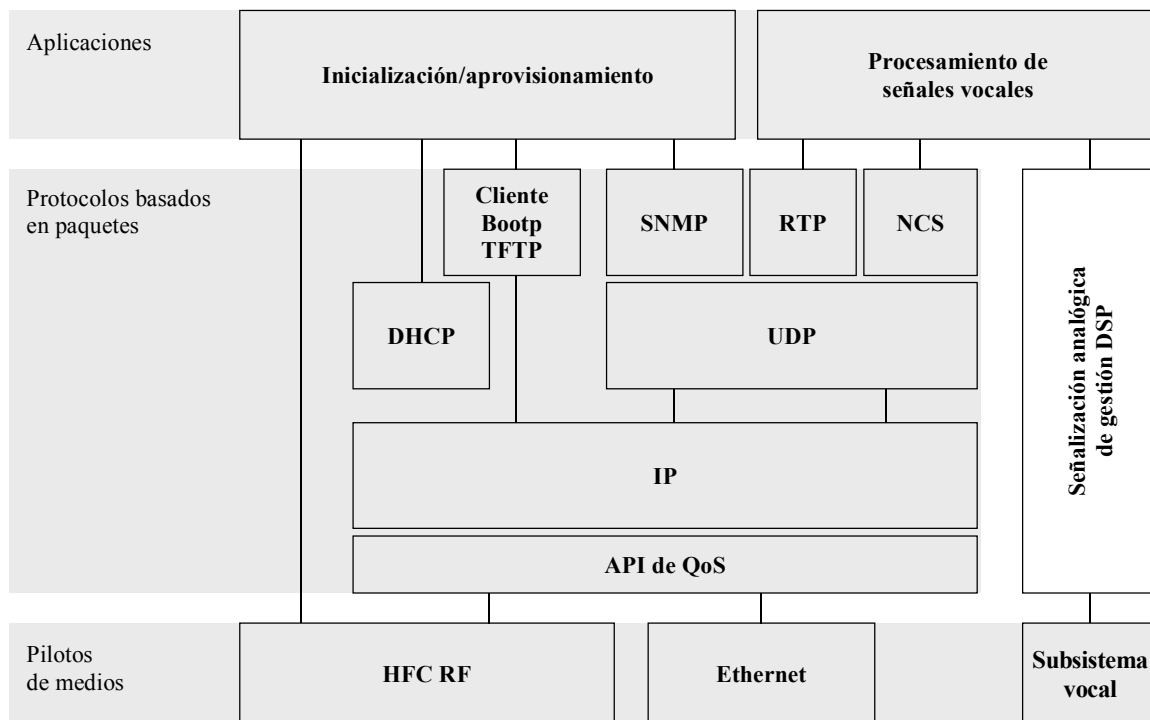 Aplicaciones
Inicialización/aprovisionamiento
Procesamiento de
señales vocales
Protocolos basados
en paquetes
Cliente
Bootp
TFTP
SNMP
RTP
NCS
DHCP
UDP
Señalización analógica
de gestión DSP
IP
API de QoS
Pilotos
de medios
HFC RF
Ethernet
Subsistema
vocal